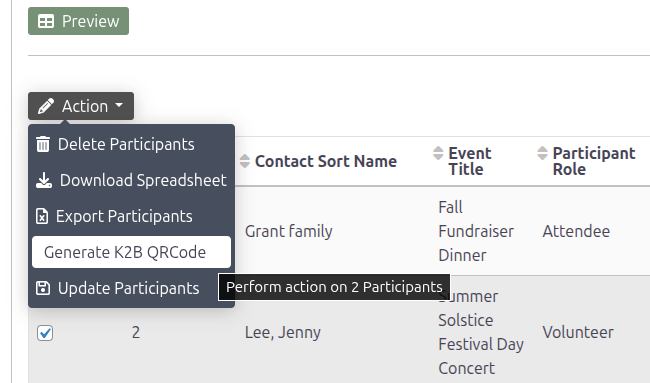 Preview
Action
Delete Participants
Download Spreadsheet
Export Participants
Generate K2B QRCode
Update Participants
Perform action on 2 Participants
Contact Sort Name
Event
Title
Participant
Role
Grant family
Fall
Fundraiser
Dinner
Attendee
2
Lee, Jenny
Summer
Solstice
Festival Day
Concert
Volunteer